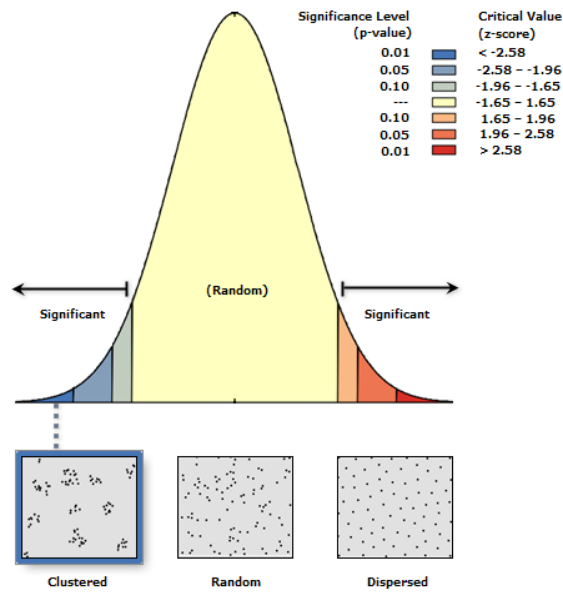 Significance Level Critical Value
(p-value) (z-score)
0.01 < -2.58
0.05 -2.58 – -1.96
0.10 -1.96 – -1.65
--- -1.65 – 1.65
0.10 1.65 – 1.96
0.05 1.96 – 2.58
0.01 > 2.58
(Random)
Significant Significant
Clustered Random Dispersed